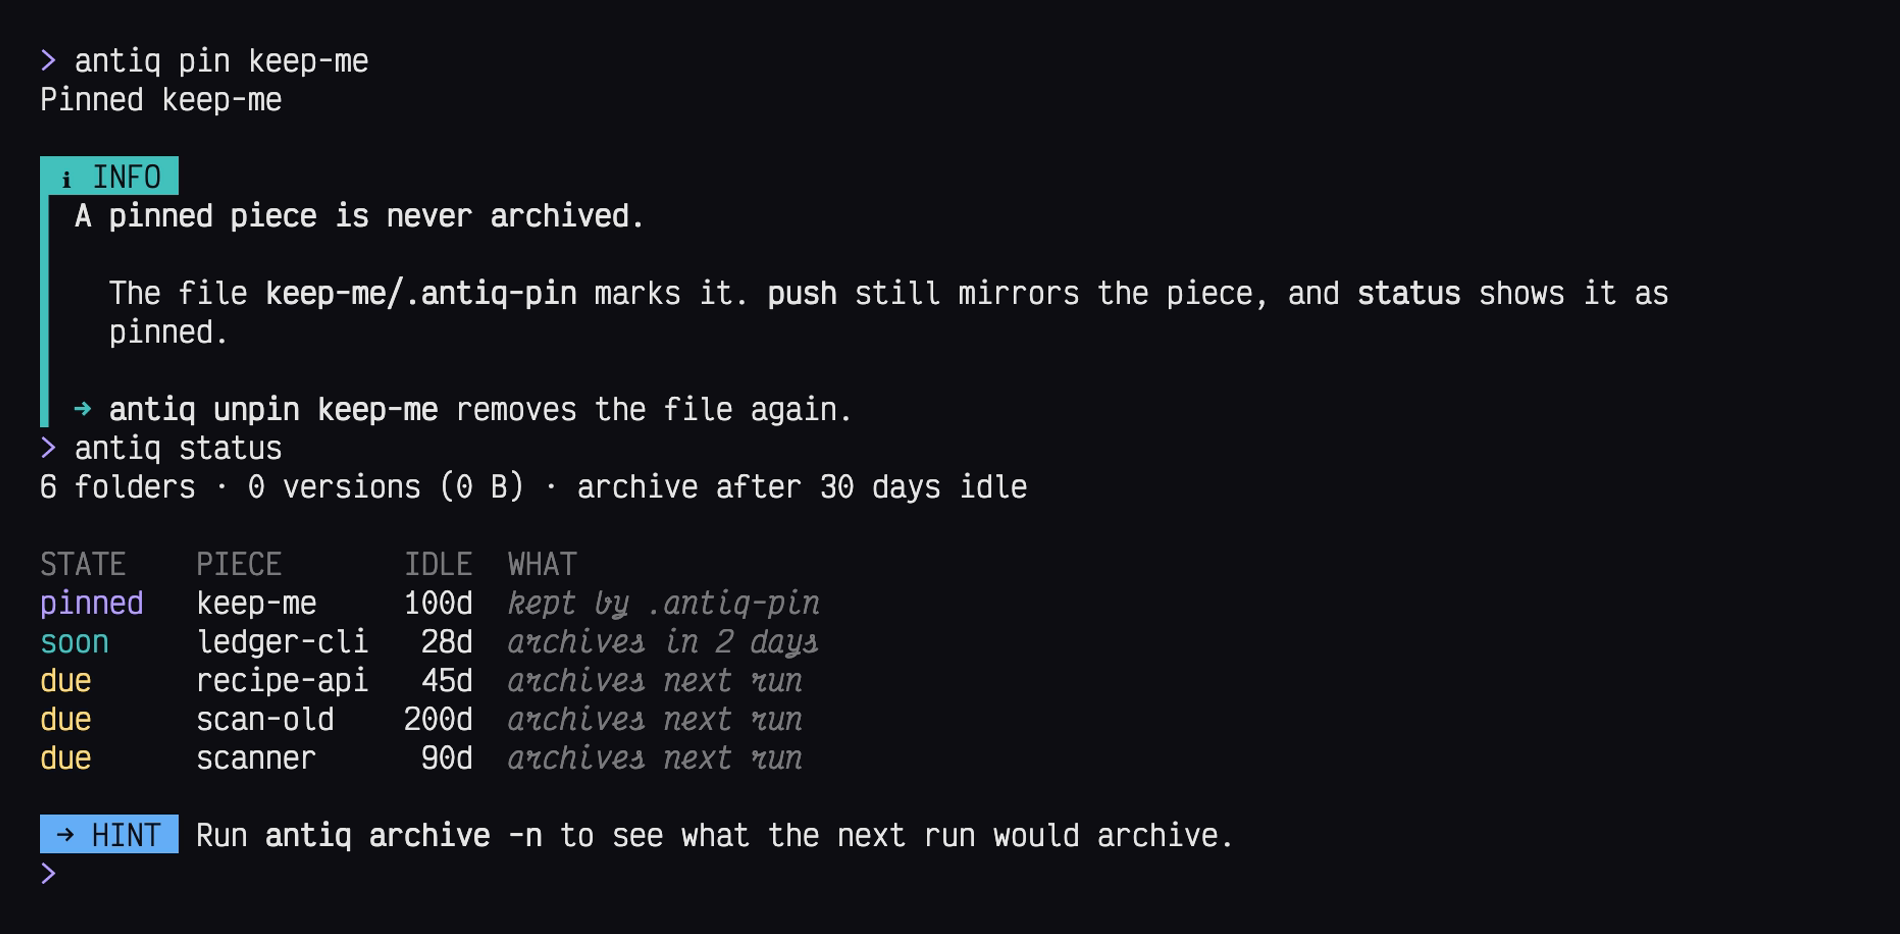 > antiq pin keep-me
Pinned keep-me
i INFO
A pinned piece is never archived.
The file keep-me/.antiq-pin marks it. push still mirrors the piece, and status shows it as
pinned.
→ antiq unpin keep-me removes the file again.
> antiq status
6 folders · 0 versions (0 B) · archive after 30 days idle
STATE PIECE IDLE WHAT
pinned keep-me 100d kept by .antiq-pin
soon ledger-cli 28d archives in 2 days
due recipe-api 45d archives next run
due scan-old 200d archives next run
due scanner 90d archives next run
→ HINT Run antiq archive -n to see what the next run would archive.
>